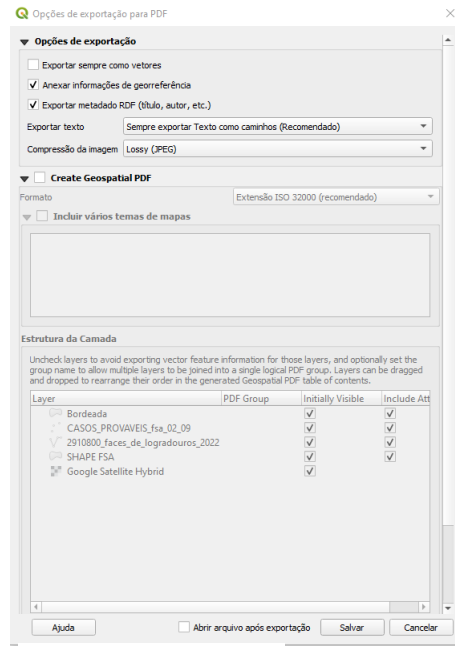 Opções de exportação para PDF
Opções de exportação
Exportar sempre como vetores
Anexar informações de georreferência
Exportar metadado RDF (título, autor, etc.)
Exportar texto Sempre exportar Texto como caminhos (Recomendado)
Compressão da imagem Lossy (JPEG)
Create Geospatial PDF
Formato Extensão ISO 32000 (recomendado)
Incluir vários temas de mapas
Estrutura da Camada
Uncheck layers to avoid exporting vector feature information for those layers, and optionally set the
group name to allow multiple layers to be joined into a single logical PDF group. Layers can be dragged
and dropped to rearrange their order in the generated Geospatial PDF table of contents.
Layer PDF Group Initially Visible Include Att
Bordeada
CASOS_PROVAVEIS_fsa_02_09
2910800_faces_de_logradouros_2022
SHAPE FSA
Google Satellite Hybrid
Ajuda Abrir arquivo após exportação Salvar Cancelar